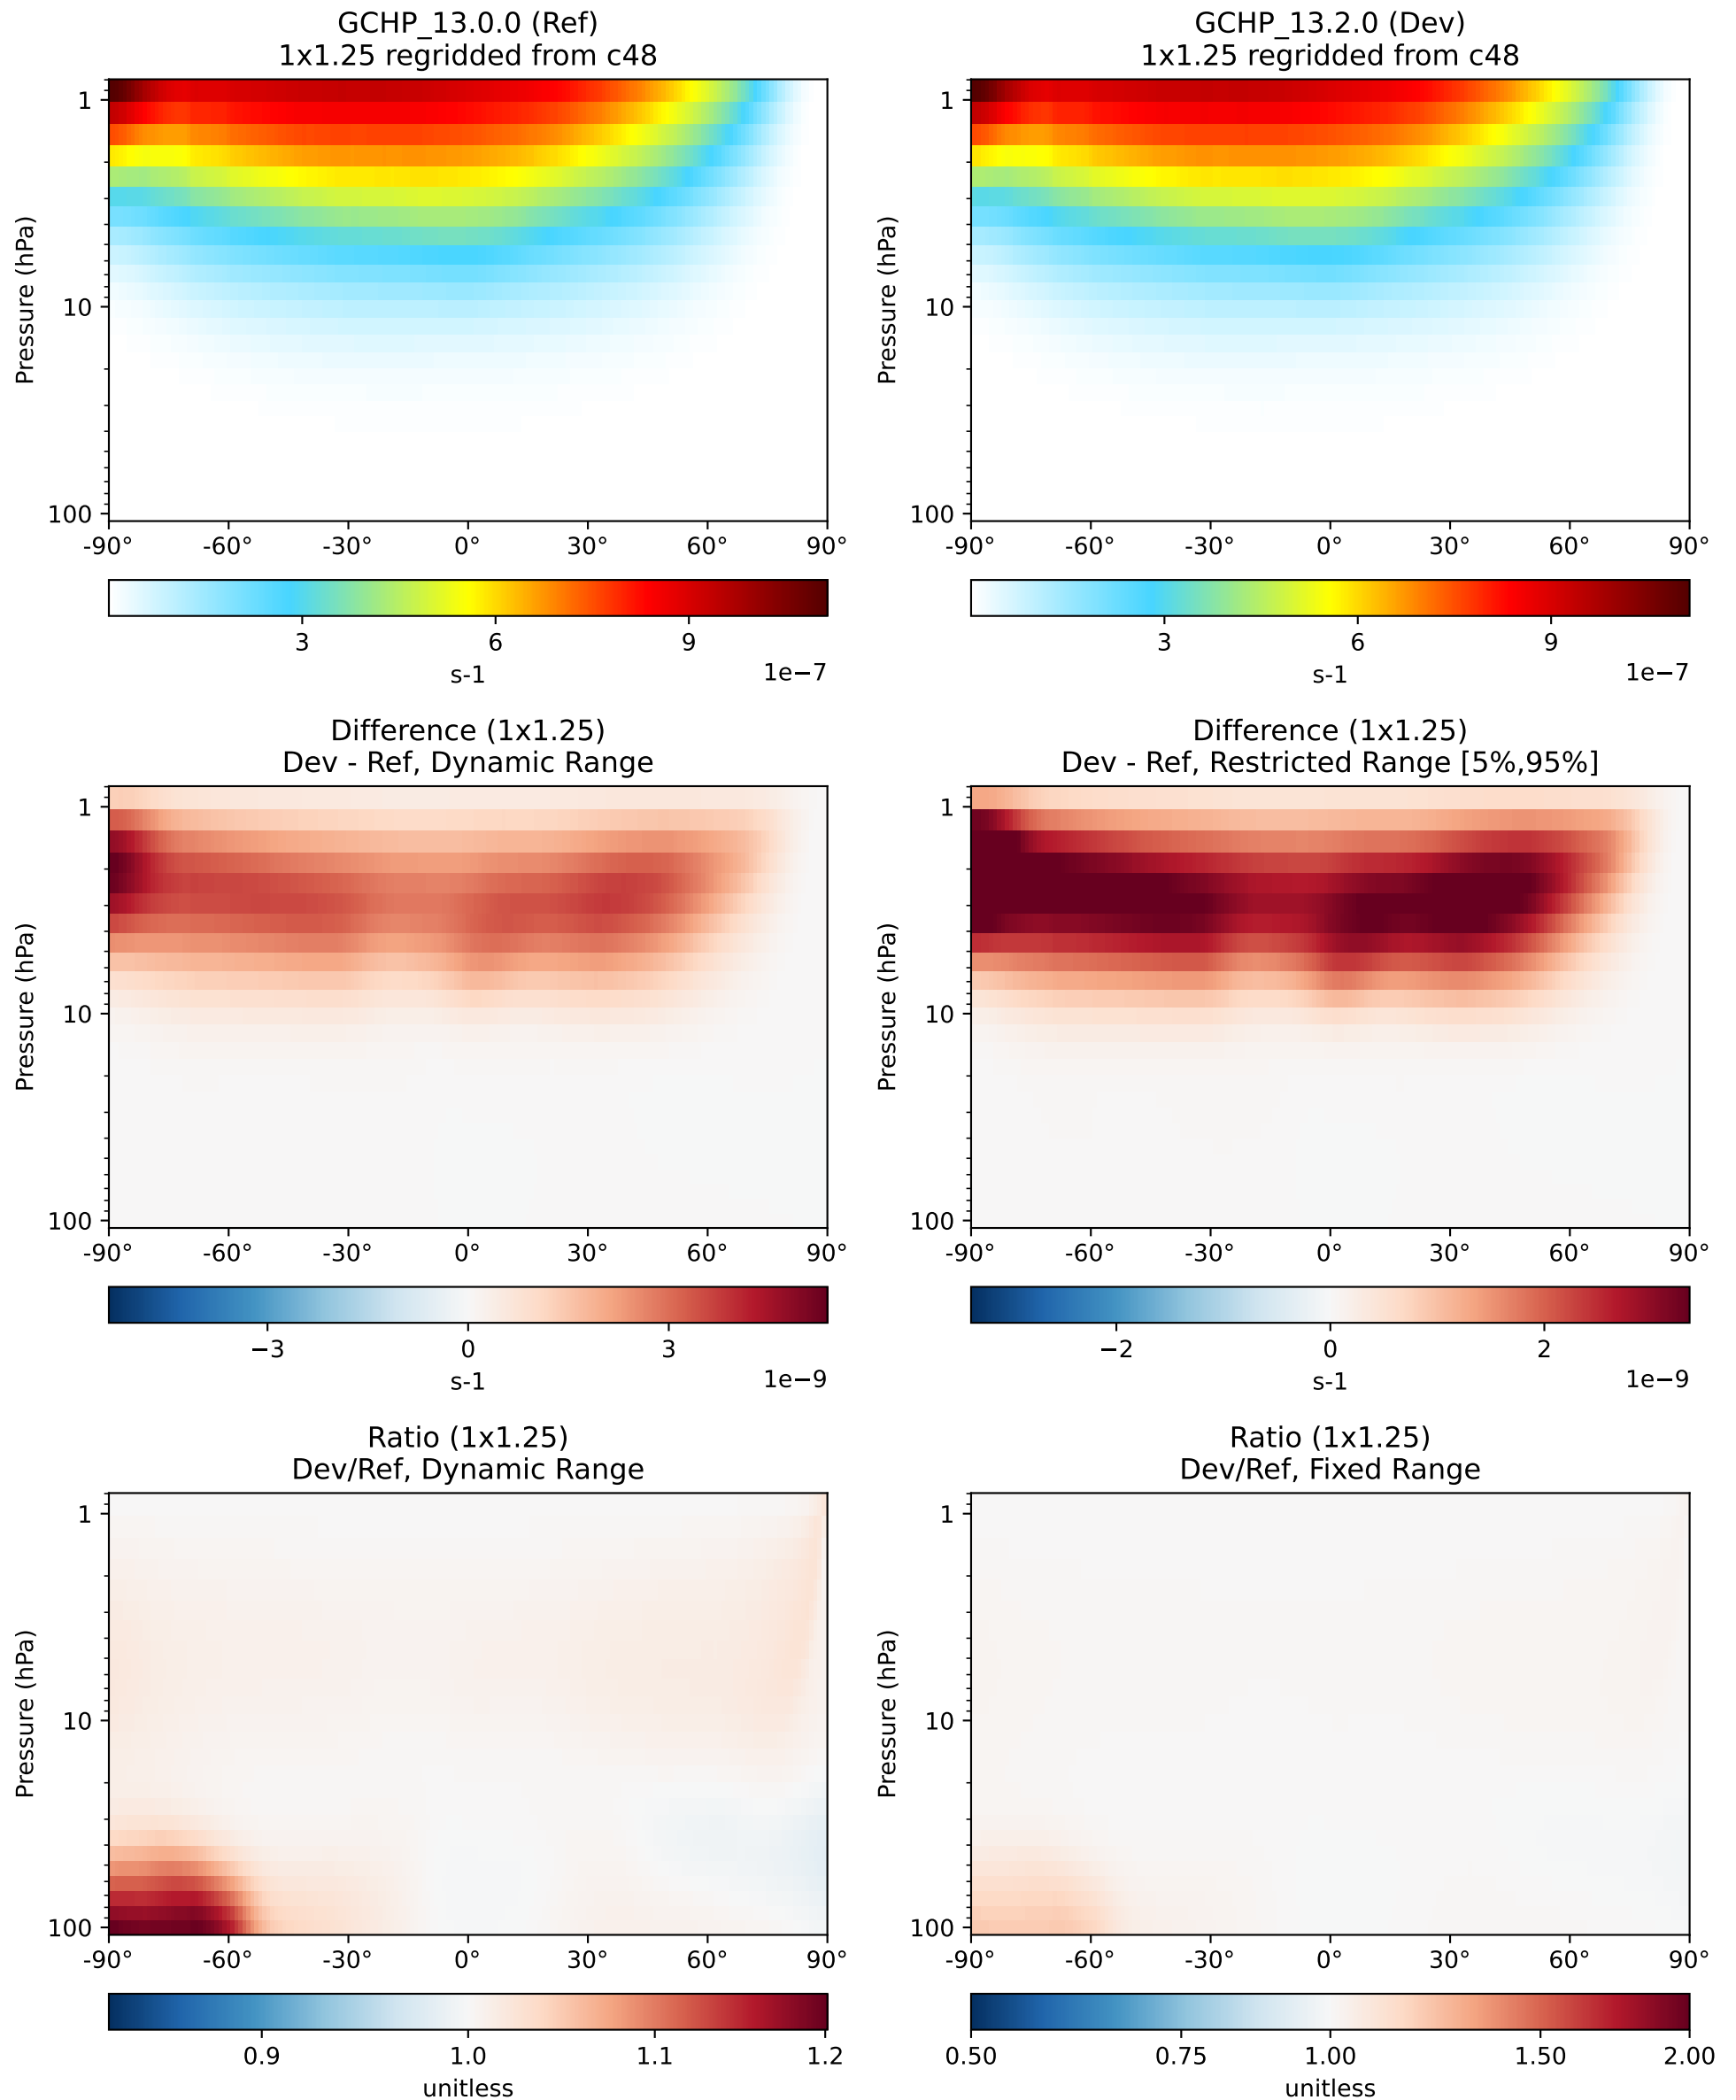 GCHP_13.0.0 (Ref)
1x1.25 regridded from c48
Pressure (hPa)
1
10
100
-90°
-60°
-30°
0°
30°
60°
90°
3
6
9
s-1
1e−7
GCHP_13.2.0 (Dev)
1x1.25 regridded from c48
Pressure (hPa)
1
10
100
-90°
-60°
-30°
0°
30°
60°
90°
3
6
9
s-1
1e−7
Difference (1x1.25)
Dev - Ref, Dynamic Range
Pressure (hPa)
1
10
100
-90°
-60°
-30°
0°
30°
60°
90°
−3
0
3
s-1
1e−9
Difference (1x1.25)
Dev - Ref, Restricted Range [5%,95%]
Pressure (hPa)
1
10
100
-90°
-60°
-30°
0°
30°
60°
90°
−2
0
2
s-1
1e−9
Ratio (1x1.25)
Dev/Ref, Dynamic Range
Pressure (hPa)
1
10
100
-90°
-60°
-30°
0°
30°
60°
90°
0.9
1.0
1.1
1.2
unitless
Ratio (1x1.25)
Dev/Ref, Fixed Range
Pressure (hPa)
1
10
100
-90°
-60°
-30°
0°
30°
60°
90°
0.50
0.75
1.00
1.50
2.00
unitless